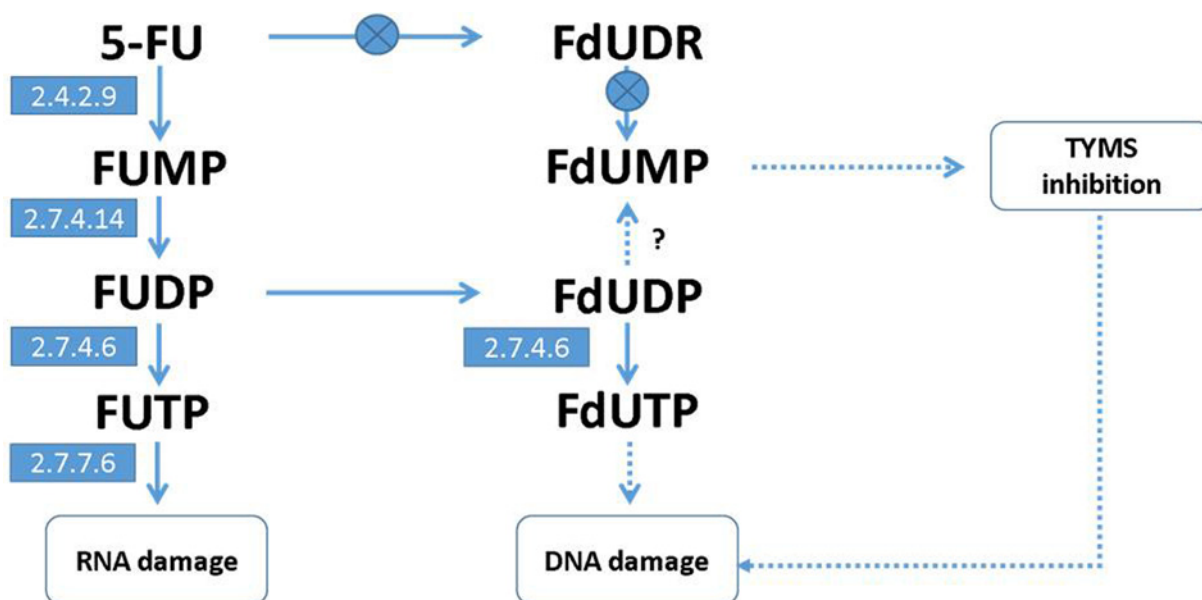 5-FU
FdUDR
2.4.2.9
FUMP
FdUMP
TYMS
inhibition
2.7.4.14
?
FUDP
FdUDP
2.7.4.6
2.7.4.6
FUTP
FdUTP
2.7.7.6
RNA damage
DNA damage